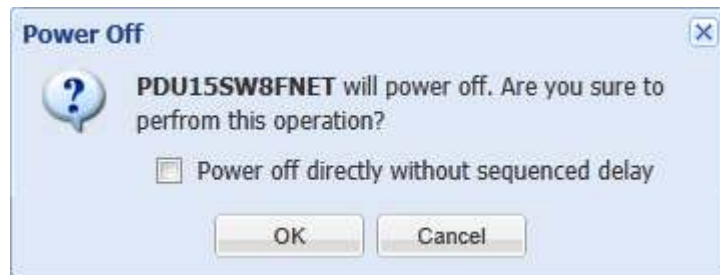 Power Off
PDU15SW8FNET will power off. Are you sure to
perfrom this operation?
Power off directly without sequenced delay
OK
Cancel